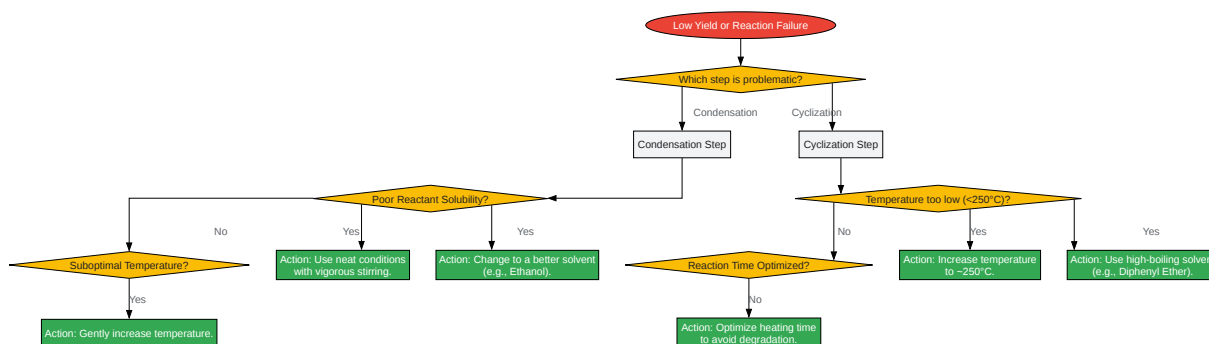 Low Yield or Reaction Failure
Which step is problematic?
Condensation
Cyclization
Condensation Step
Cyclization Step
Poor Reactant Solubility?
Temperature too low (<250°C)?
No
Yes
Yes
No
Yes
Yes
Suboptimal Temperature?
Action: Use neat conditions
with vigorous stirring.
Action: Change to a better solvent
(e.g., Ethanol).
Reaction Time Optimized?
Action: Increase temperature
to ~250°C.
Action: Use high-boiling solven
(e.g., Diphenyl Ether).
Yes
No
Action: Gently increase temperature.
Action: Optimize heating time
to avoid degradation.